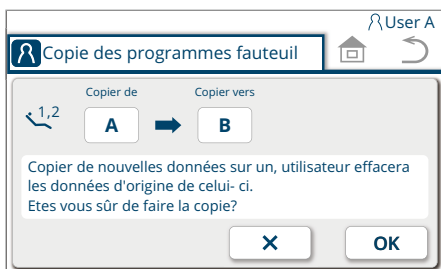 User A
Copie des programmes fauteuil
Copier de
Copier vers
1,2
A
B
Copier de nouvelles données sur un, utilisateur effacera
les données d'origine de celui- ci.
Etes vous sûr de faire la copie?
OK